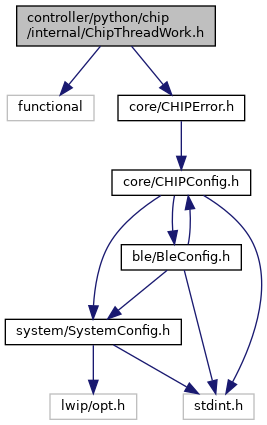 controller/python/chip
/internal/ChipThreadWork.h
functional
core/CHIPError.h
core/CHIPConfig.h
ble/BleConfig.h
system/SystemConfig.h
lwip/opt.h
stdint.h